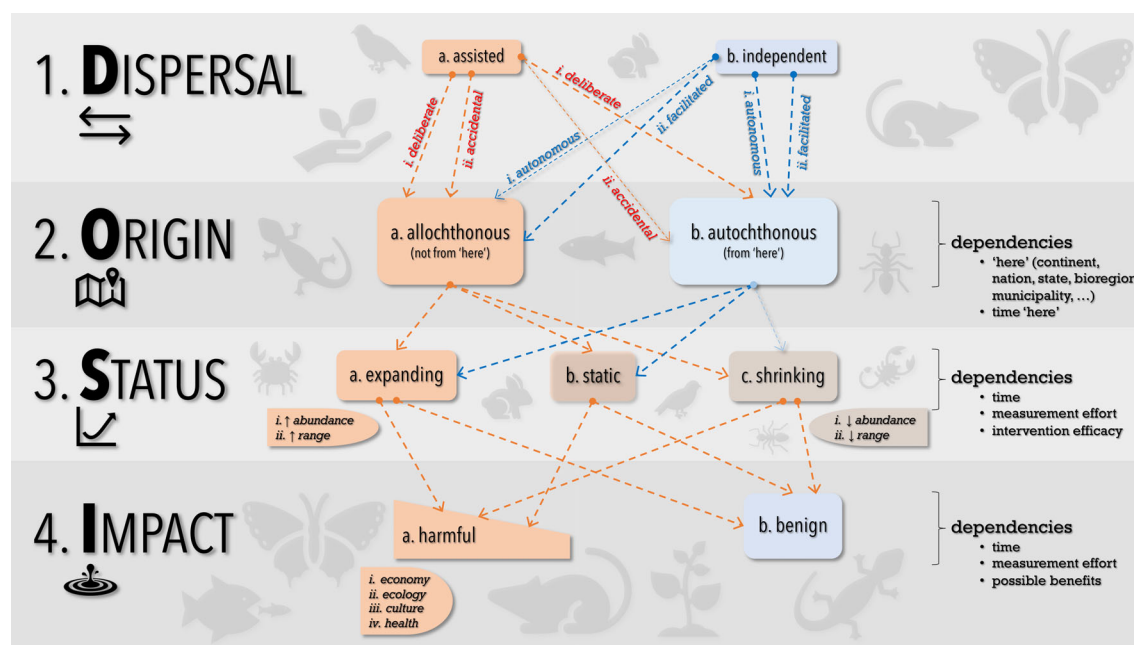 1. DISPERSAL
a. assisted
b. independent
i. deliberate
ii. accidental
i. deliberate
ii. accidental
i. autonomous
ii. facilitated
i. autonomous
ii. facilitated
2. ORIGIN
a. allochthonous
(not from 'here')
b. autochthonous
(from 'here')
dependencies
• 'here' (continent,
nation, state, bioregion
municipality, …)
• time 'here'
3. STATUS
a. expanding
b. static
c. shrinking
i. ↑ abundance
ii. ↑ range
i. ↓ abundance
ii. ↓ range
dependencies
• time
• measurement effort
• intervention efficacy
4. IMPACT
a. harmful
b. benign
i. economy
ii. ecology
iii. culture
iv. health
dependencies
• time
• measurement effort
• possible benefits